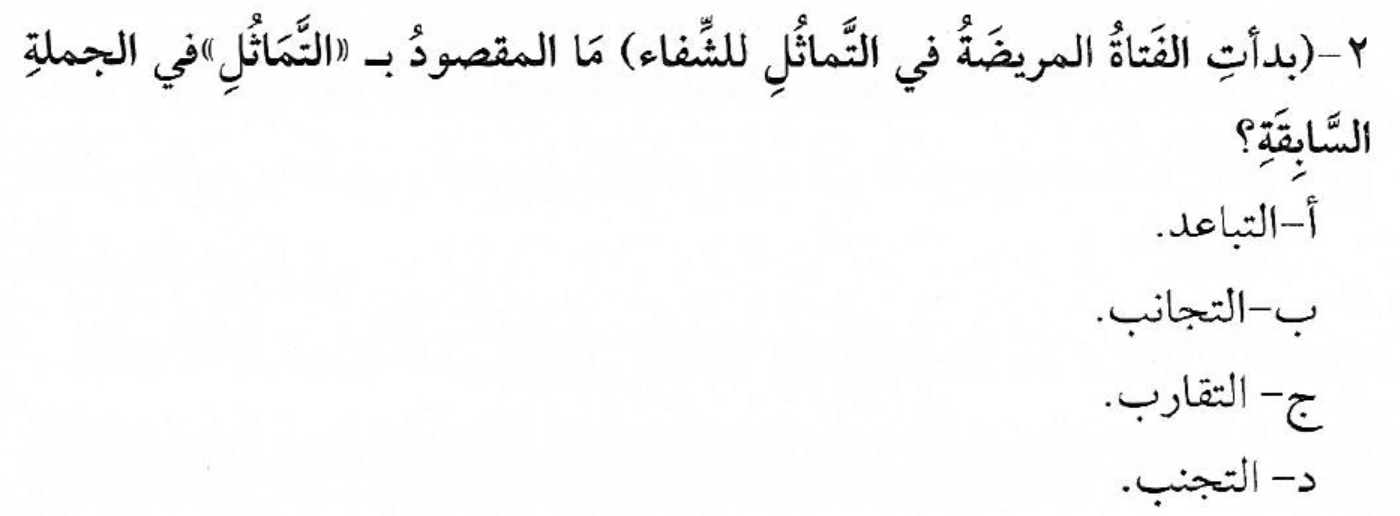 ٢-(بدأتِ الفَتاةُ المريضَةُ في التَّماثُلِ للشِّفاء) مَا المقصودُ بـ «التَّمَاثُلِ»في الجملةِ
السَّابِقَةِ؟
أ-التباعد.
ب-التجانب.
ج- التقارب.
د- التجنب.